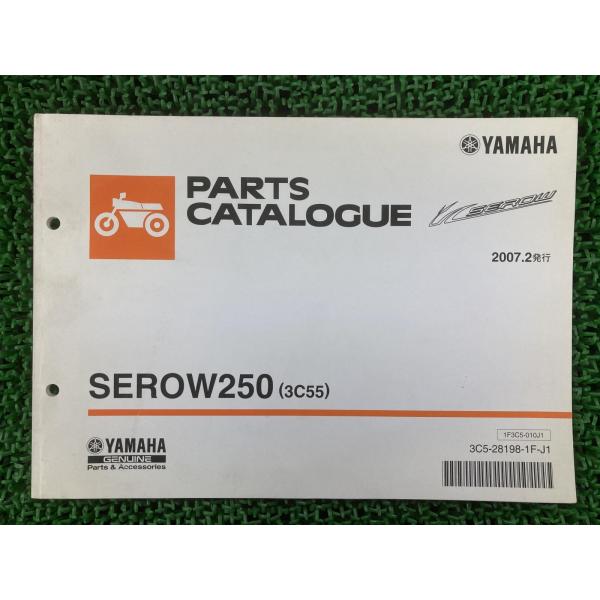 YAMAHA
PARTS
CATALOGUE
SEROW
2007.2発行
SEROW250 (3C55)
YAMAHA
GENUINE
Parts & Accessories
1F3C5-010J1
3C5-28198-1F-J1